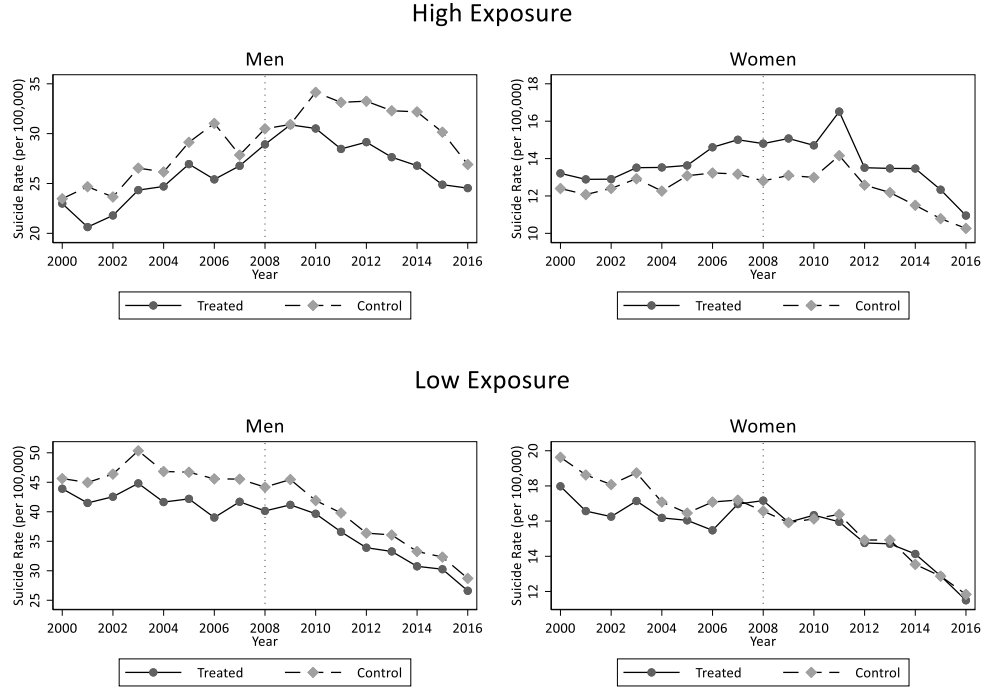 High Exposure
Men
Suicide Rate (per 100,000)
35
30
25
20
2000 2002 2004 2006 2008 2010 2012 2014 2016
Year
Treated Control
Women
Suicide Rate (per 100,000)
18
16
14
12
10
2000 2002 2004 2006 2008 2010 2012 2014 2016
Year
Treated Control
Low Exposure
Men
Suicide Rate (per 100,000)
50
45
40
35
30
25
2000 2002 2004 2006 2008 2010 2012 2014 2016
Year
Treated Control
Women
Suicide Rate (per 100,000)
20
18
16
14
12
2000 2002 2004 2006 2008 2010 2012 2014 2016
Year
Treated Control